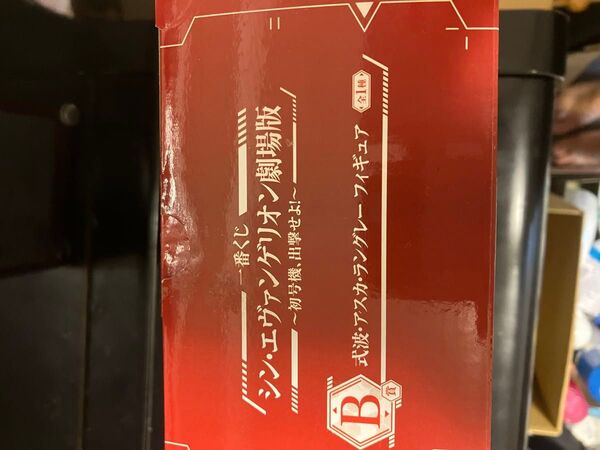 一番くじ
シン・エヴァンゲリオン劇場版
～初号機、出撃せよ!～
B賞
式波・アスカ・ラングレー フィギュア 全1種